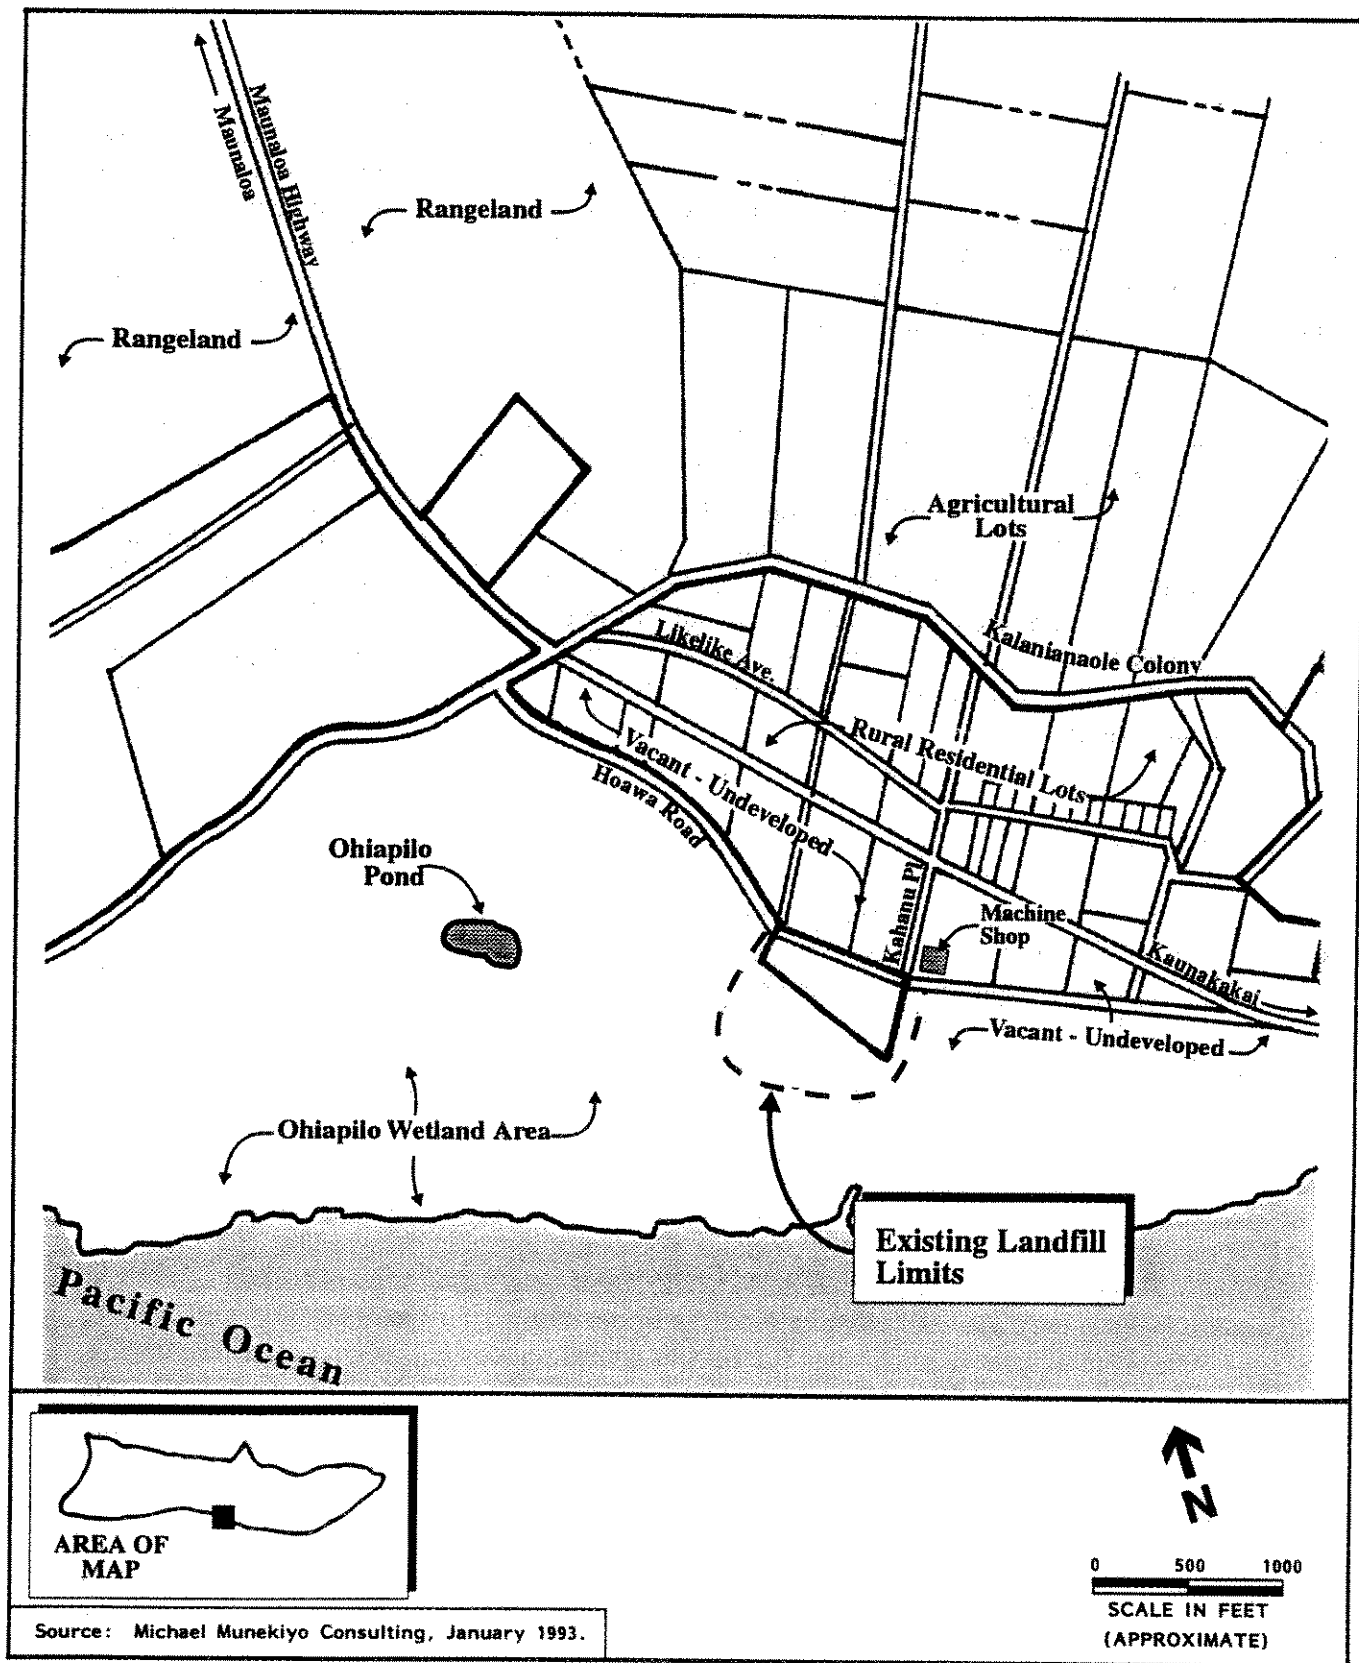 Maunaloa Highway
Maunaloa
Rangeland
Rangeland
Agricultural
Lots
Likelike Ave.
Kalanianaole Colony
Rural Residential Lots
Vacant - Undeveloped
Hoawa Road
Ohiapilo
Pond
Kahanu Pl.
Machine
Shop
Kaunakakai
Vacant - Undeveloped
Ohiapilo Wetland Area
Existing Landfill
Limits
Pacific Ocean
AREA OF
MAP
N
0 500 1000
SCALE IN FEET
(APPROXIMATE)
Source: Michael Munekiyo Consulting, January 1993.